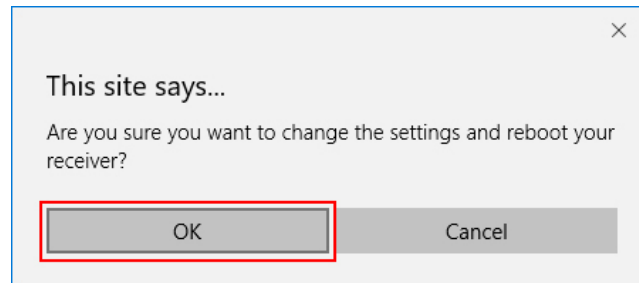 This site says...
Are you sure you want to change the settings and reboot your
receiver?
OK
Cancel